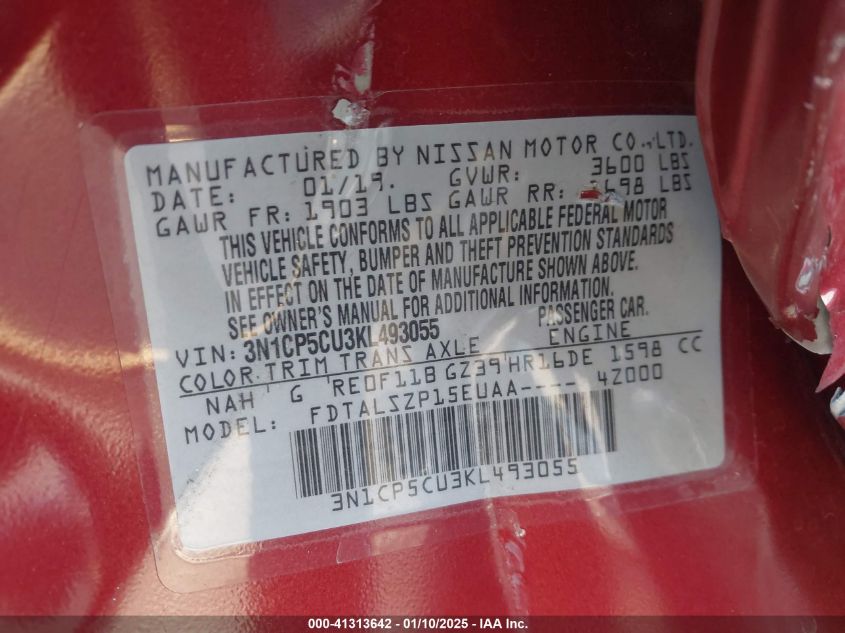 MANUFACTURED BY NISSAN MOTOR CO., LTD.
DATE: 01/19. GVWR: 3600 LBS
GAWR FR: 1903 LBS GAWR RR: 1698 LBS
THIS VEHICLE CONFORMS TO ALL APPLICABLE FEDERAL MOTOR
VEHICLE SAFETY, BUMPER AND THEFT PREVENTION STANDARDS
IN EFFECT ON THE DATE OF MANUFACTURE SHOWN ABOVE.
SEE OWNER'S MANUAL FOR ADDITIONAL INFORMATION.
VIN: 3N1CP5CU3KL493055 PASSENGER CAR.
COLOR TRIM TRANS AXLE ENGINE
NAH G RE0F11B GZ39 HR16DE 1598 CC
MODEL: FDTALSZP15EUAA---- 42000
3N1CP5CU3KL493055
000-41313642 - 01/10/2025 - IAA Inc.